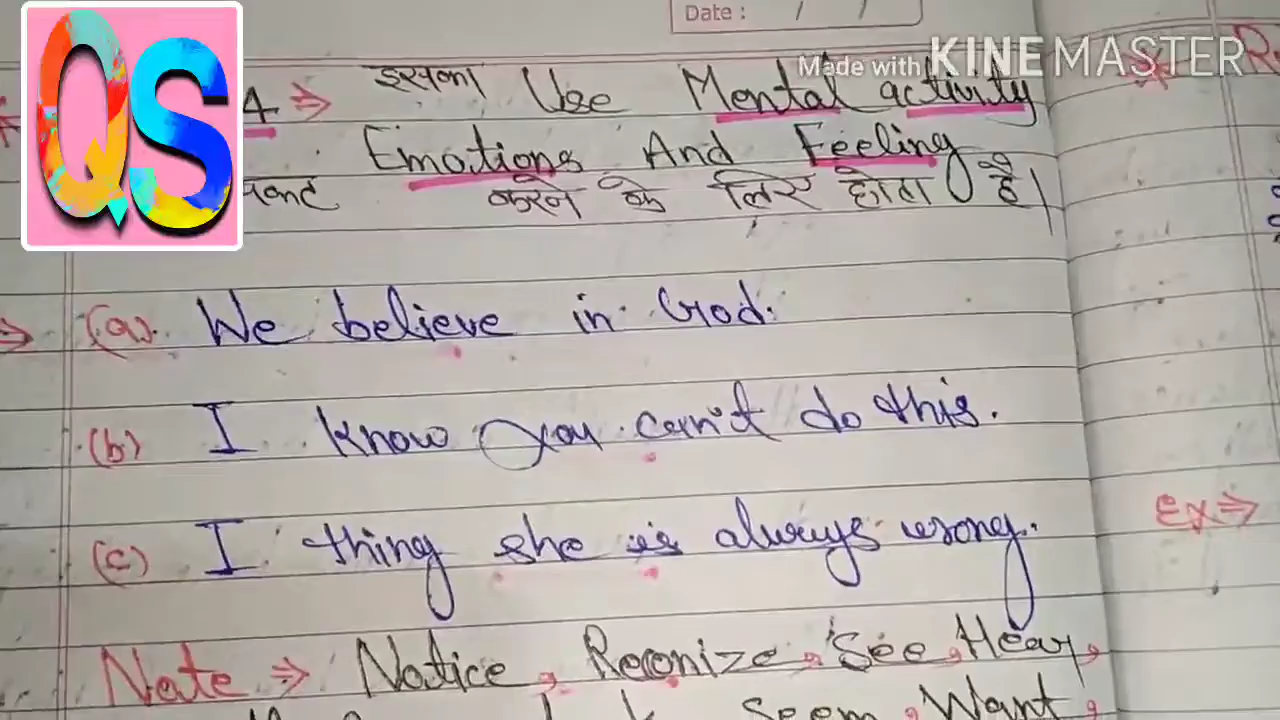 Date : / /
Made with KINEMASTER
QS
4 ⇒ इसका Use Mental activity
Emotions And Feeling
करने के लिए होता है।
(a). We believe in God.
(b) I know you can't do this.
(c) I thing she is always wrong.
Ex ⇒
Note ⇒ Notice, Reconize, See, Hear,
seem, Want,